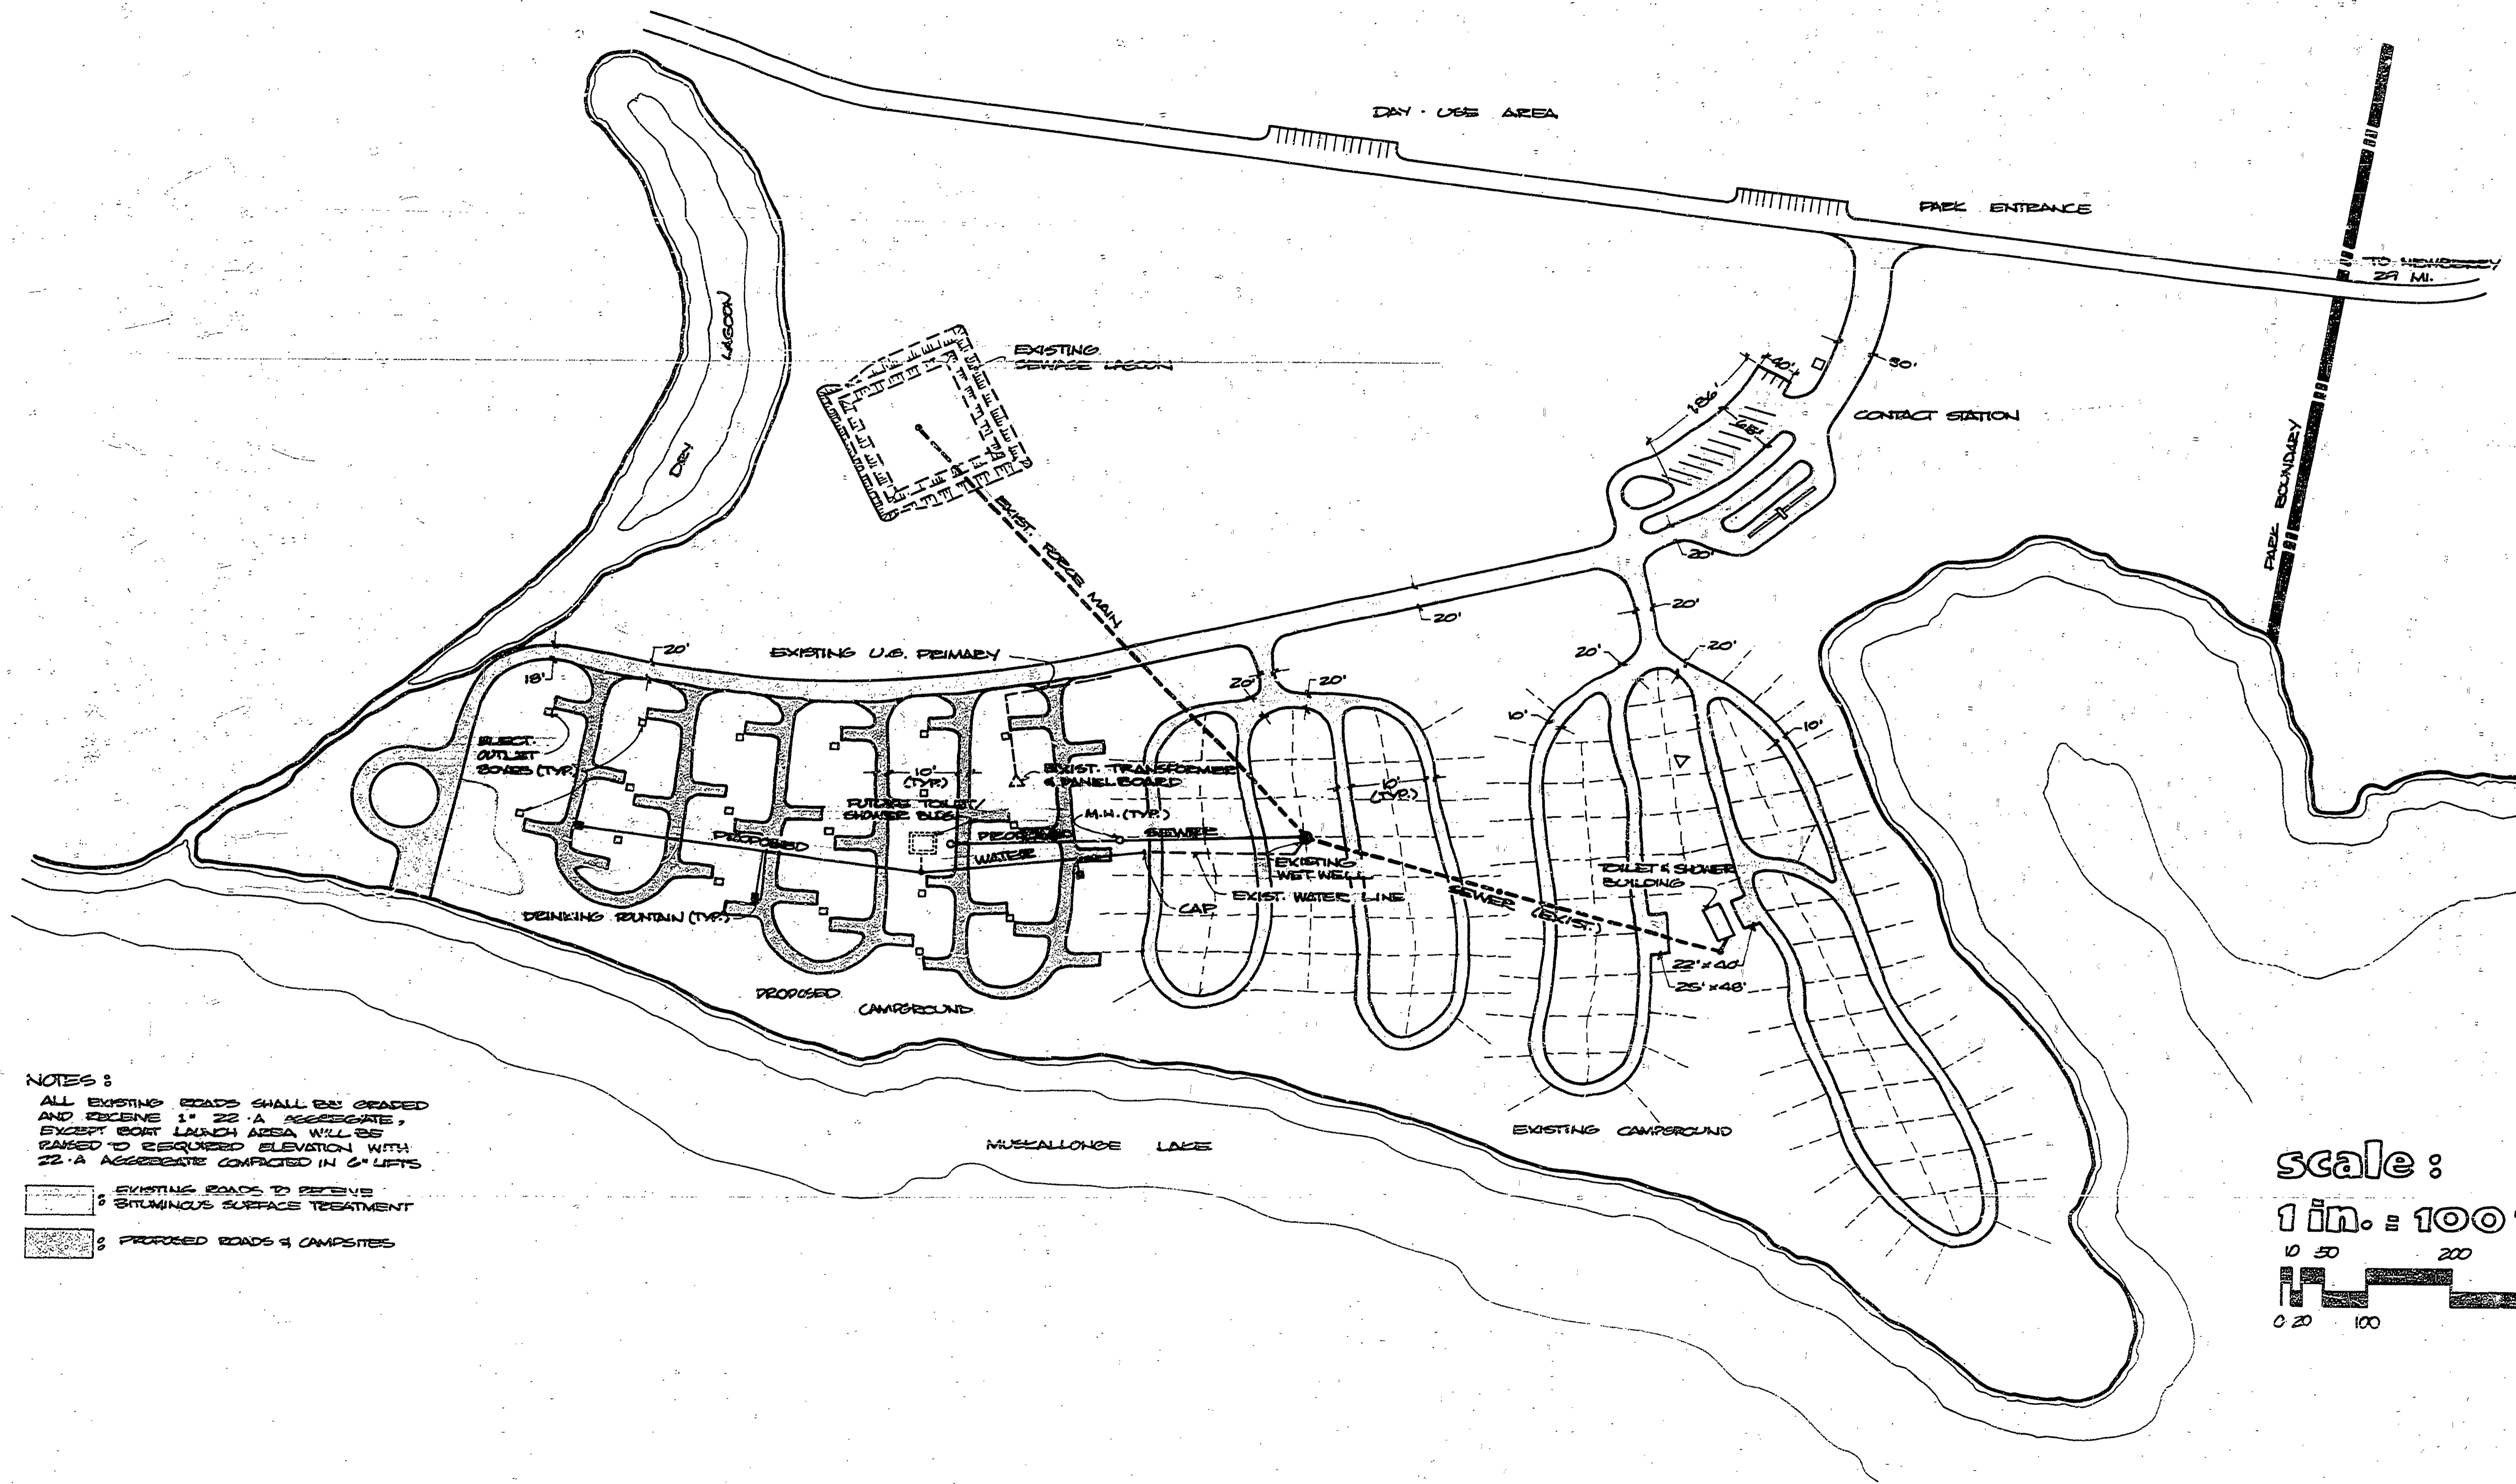 DAY-USE AREA
PARK ENTRANCE
TO NEWBERRY
29 MI.
PARK BOUNDARY
LAGOON
DRY
EXISTING
SEWAGE LAGOON
EXIST. FORCE MAIN
40'
186'
68'
30'
CONTACT STATION
20'
20'
20'
20'
20'
EXISTING U.G. PRIMARY
20'
18'
20'
20'
10'
10'
ELECT.
OUTLET
BOXES (TYP.)
10'
(TYP.)
EXIST. TRANSFORMER
& PANELBOARD
10'
(TYP.)
FUTURE TOILET/
SHOWER BLDG.
M.H. (TYP.)
PROPOSED SEWER
PROPOSED WATER
EXISTING
WET WELL
EXIST. WATER LINE
CAP
SEWER (EXIST.)
TOILET & SHOWER
BUILDING
22' x 40'
25' x 48'
DRINKING FOUNTAIN (TYP.)
PROPOSED
CAMPGROUND
EXISTING CAMPGROUND
MUSKALLONGE LAKE
NOTES:
ALL EXISTING ROADS SHALL BE GRADED
AND RECEIVE 1" 22-A AGGREGATE,
EXCEPT BOAT LAUNCH AREA WILL BE
RAISED TO REQUIRED ELEVATION WITH
22-A AGGREGATE COMPACTED IN 6" LIFTS
: EXISTING ROADS TO RECEIVE
BITUMINOUS SURFACE TREATMENT
: PROPOSED ROADS & CAMPSITES
scale:
1 in. = 100'
10 50 200
0 20 100